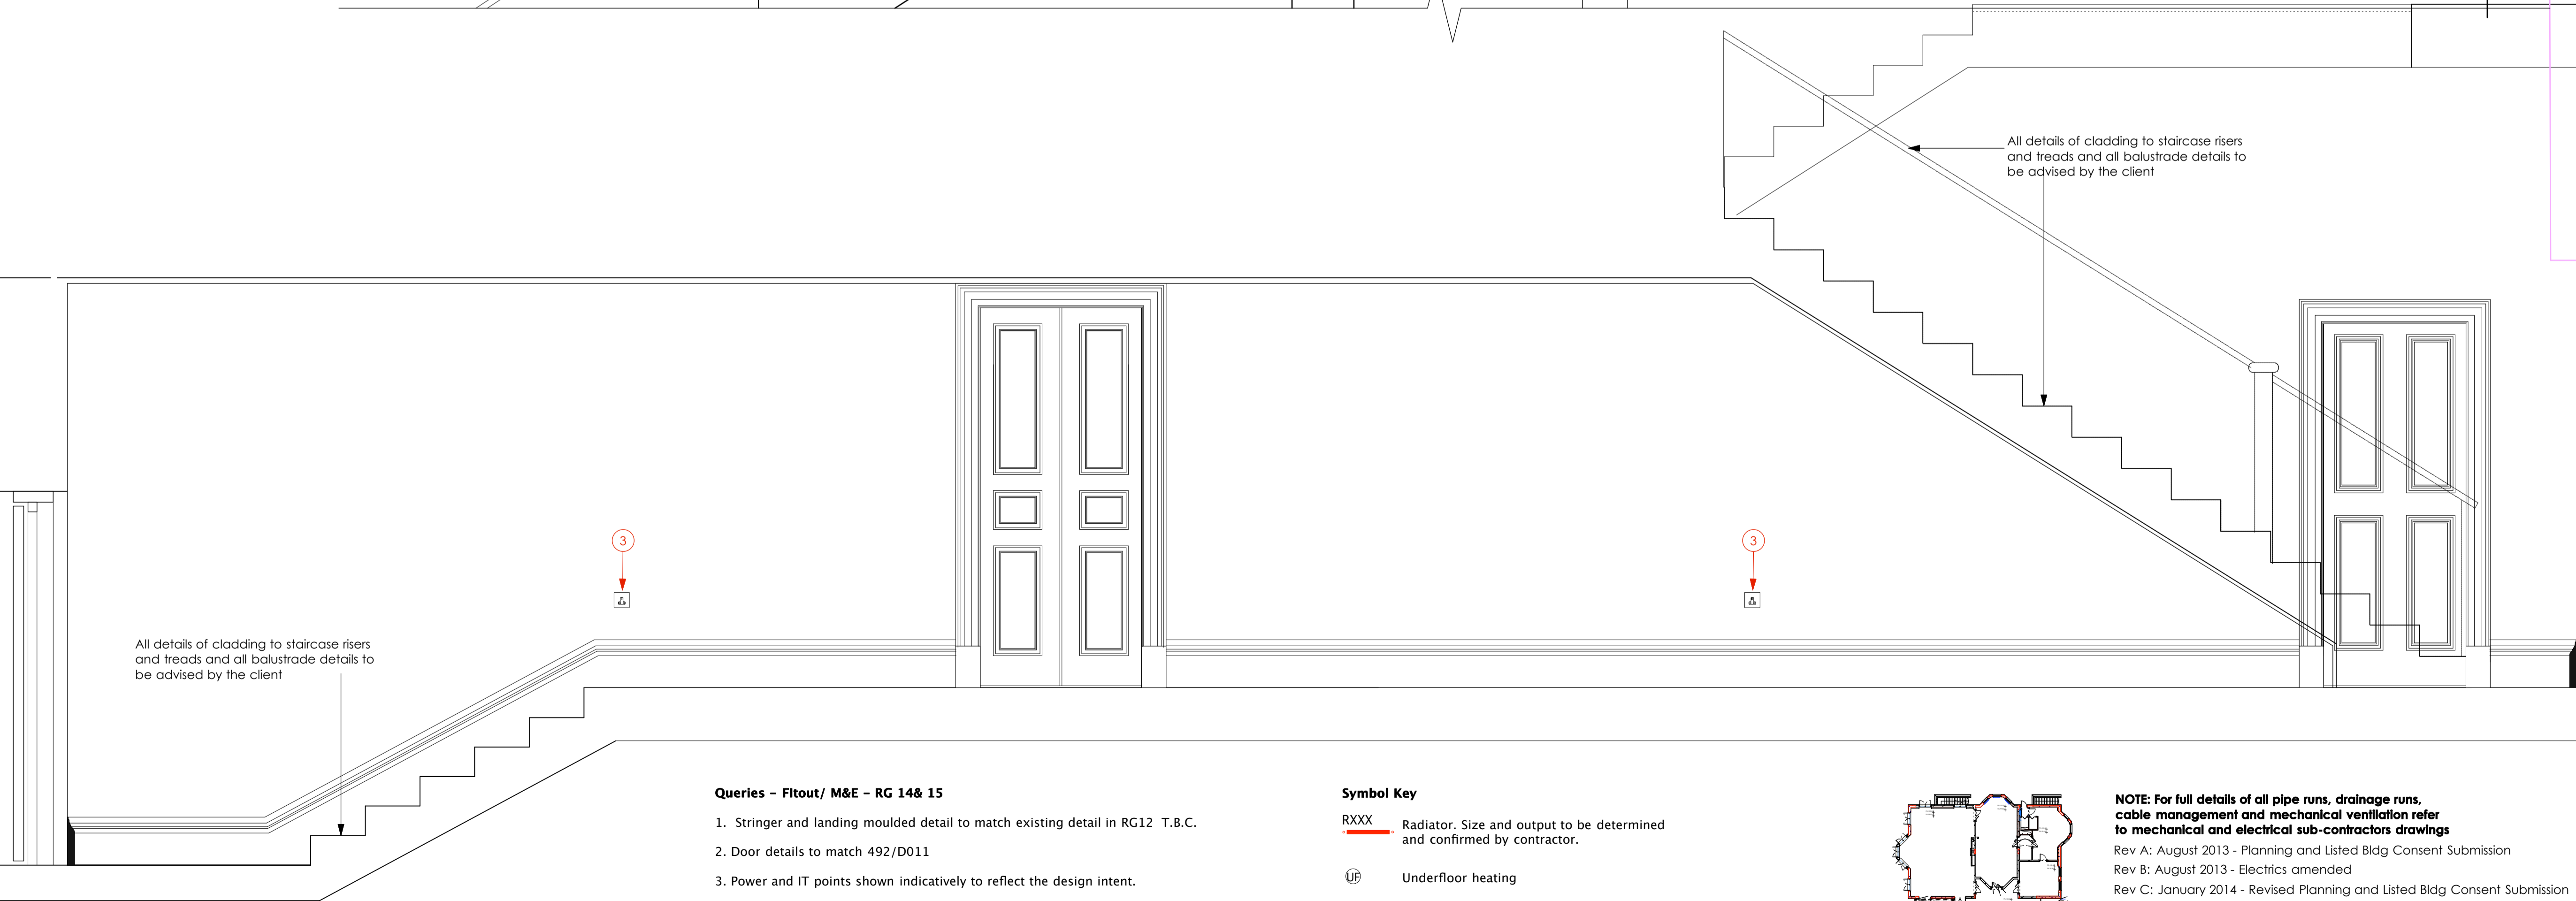 All details of cladding to staircase risers
and treads and all balustrade details to
be advised by the client
3
3
All details of cladding to staircase risers
and treads and all balustrade details to
be advised by the client
Queries – FItout/ M&E – RG 14& 15
1. Stringer and landing moulded detail to match existing detail in RG12 T.B.C.
2. Door details to match 492/D011
3. Power and IT points shown indicatively to reflect the design intent.
Symbol Key
RXXX
Radiator. Size and output to be determined
and confirmed by contractor.
UF
Underfloor heating
NOTE: For full details of all pipe runs, drainage runs,
cable management and mechanical ventilation refer
to mechanical and electrical sub-contractors drawings
Rev A: August 2013 - Planning and Listed Bldg Consent Submission
Rev B: August 2013 - Electrics amended
Rev C: January 2014 - Revised Planning and Listed Bldg Consent Submission